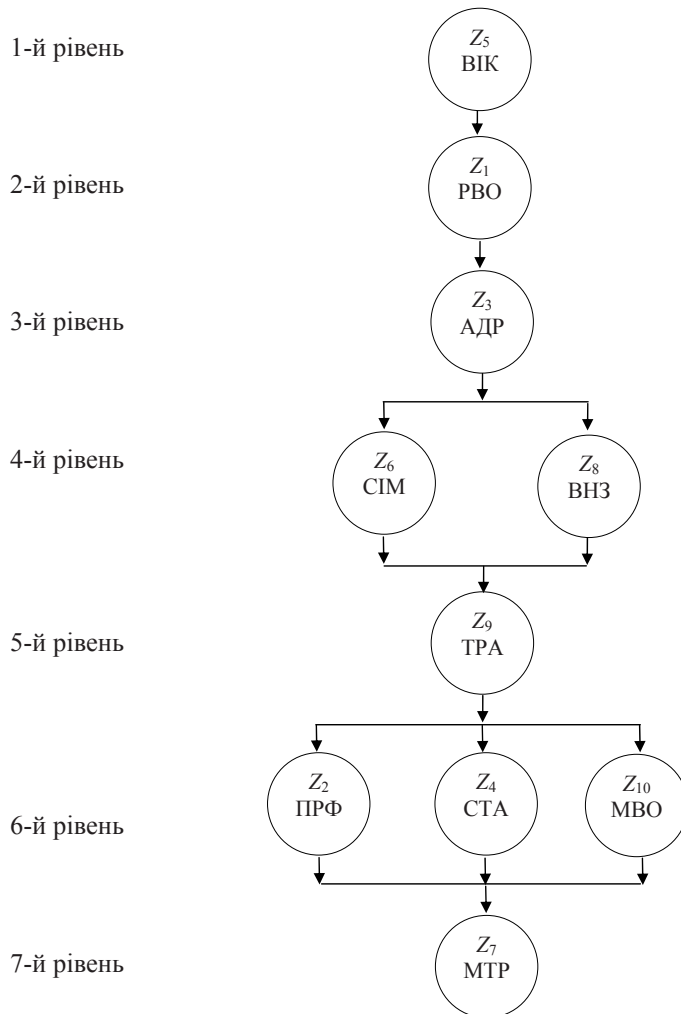 1-й рівень
Z5
ВІК
2-й рівень
Z1
РВО
3-й рівень
Z3
АДР
4-й рівень
Z6
СІМ
Z8
ВНЗ
5-й рівень
Z9
ТРА
6-й рівень
Z2
ПРФ
Z4
СТА
Z10
МВО
7-й рівень
Z7
МТР